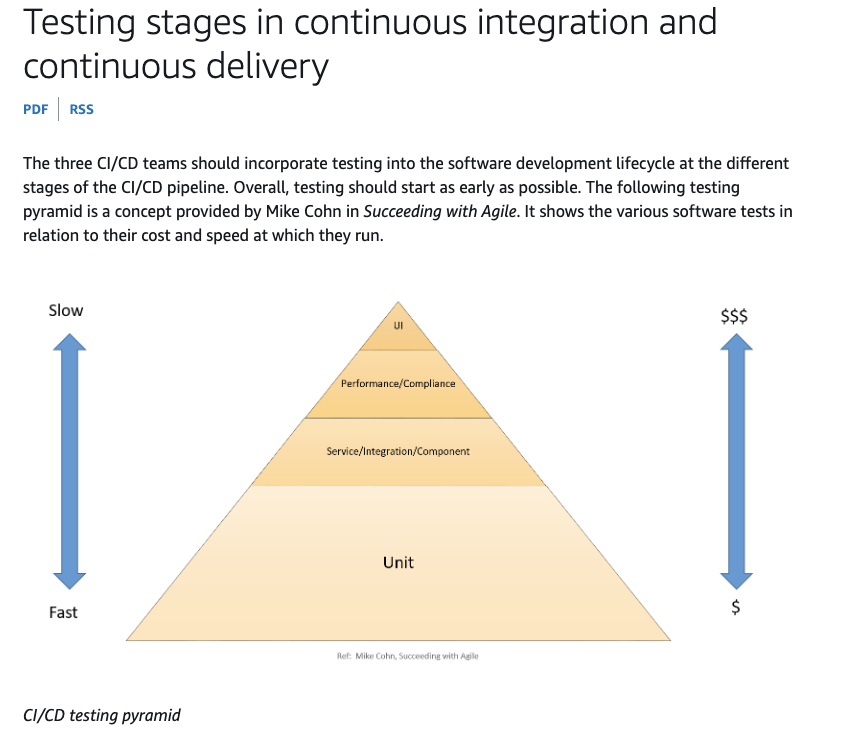 Testing stages in continuous integration and
continuous delivery
PDF | RSS
The three CI/CD teams should incorporate testing into the software development lifecycle at the different
stages of the CI/CD pipeline. Overall, testing should start as early as possible. The following testing
pyramid is a concept provided by Mike Cohn in Succeeding with Agile. It shows the various software tests in
relation to their cost and speed at which they run.
Slow
$$$
UI
Performance/Compliance
Service/Integration/Component
Unit
Fast
$
Ref: Mike Cohn, Succeeding with Agile
CI/CD testing pyramid